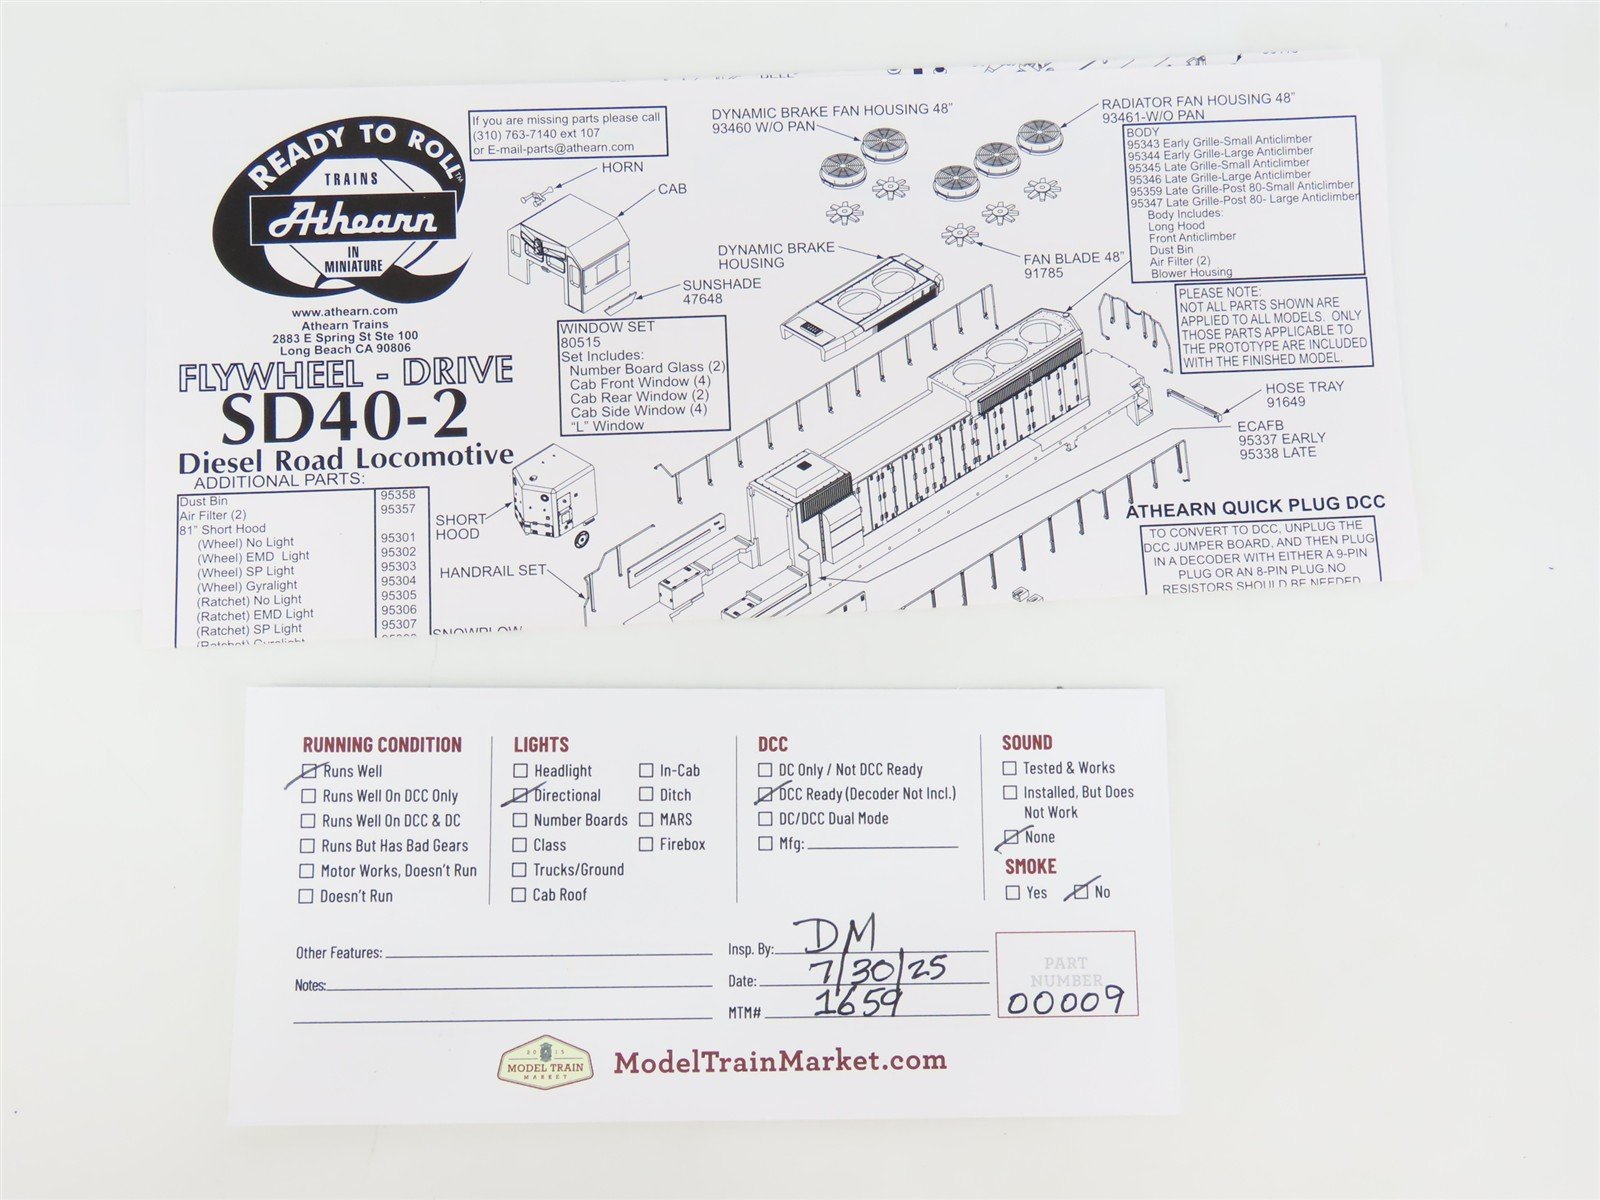 READY TO ROLL™
TRAINS
Athearn
IN
MINIATURE
www.athearn.com
Athearn Trains
2883 E Spring St Ste 100
Long Beach CA 90806
FLYWHEEL - DRIVE
SD40-2
Diesel Road Locomotive
ADDITIONAL PARTS:
Dust Bin 95358
Air Filter (2) 95357
81" Short Hood
(Wheel) No Light 95301
(Wheel) EMD Light 95302
(Wheel) SP Light 95303
(Wheel) Gyralight 95304
(Ratchet) No Light 95305
(Ratchet) EMD Light 95306
(Ratchet) SP Light 95307
(Ratchet) Gyralight
If you are missing parts please call
(310) 763-7140 ext 107
or E-mail-parts@athearn.com
HORN
CAB
SUNSHADE
47648
WINDOW SET
80515
Set Includes:
Number Board Glass (2)
Cab Front Window (4)
Cab Rear Window (2)
Cab Side Window (4)
"L" Window
SHORT
HOOD
HANDRAIL SET
SNOWPLOW
DYNAMIC BRAKE FAN HOUSING 48"
93460 W/O PAN
DYNAMIC BRAKE
HOUSING
RADIATOR FAN HOUSING 48"
93461-W/O PAN
FAN BLADE 48"
91785
BODY
95343 Early Grille-Small Anticlimber
95344 Early Grille-Large Anticlimber
95345 Late Grille-Small Anticlimber
95346 Late Grille-Large Anticlimber
95359 Late Grille-Post 80-Small Anticlimber
95347 Late Grille-Post 80- Large Anticlimber
Body Includes:
Long Hood
Front Anticlimber
Dust Bin
Air Filter (2)
Blower Housing
PLEASE NOTE:
NOT ALL PARTS SHOWN ARE
APPLIED TO ALL MODELS. ONLY
THOSE PARTS APPLICABLE TO
THE PROTOTYPE ARE INCLUDED
WITH THE FINISHED MODEL.
HOSE TRAY
91649
ECAFB
95337 EARLY
95338 LATE
ATHEARN QUICK PLUG DCC
TO CONVERT TO DCC, UNPLUG THE
DCC JUMPER BOARD, AND THEN PLUG
IN A DECODER WITH EITHER A 9-PIN
PLUG OR AN 8-PIN PLUG.NO
RESISTORS SHOULD BE NEEDED
RUNNING CONDITION
Runs Well
Runs Well On DCC Only
Runs Well On DCC & DC
Runs But Has Bad Gears
Motor Works, Doesn't Run
Doesn't Run
LIGHTS
Headlight
Directional
Number Boards
Class
Trucks/Ground
Cab Roof
In-Cab
Ditch
MARS
Firebox
DCC
DC Only / Not DCC Ready
DCC Ready (Decoder Not Incl.)
DC/DCC Dual Mode
Mfg:
SOUND
Tested & Works
Installed, But Does
Not Work
None
SMOKE
Yes No
Other Features:
Notes:
Insp. By: DM
Date: 7/30/25
MTM# 1659
PART
NUMBER
00009
2015
MODEL TRAIN
MARKET
ModelTrainMarket.com